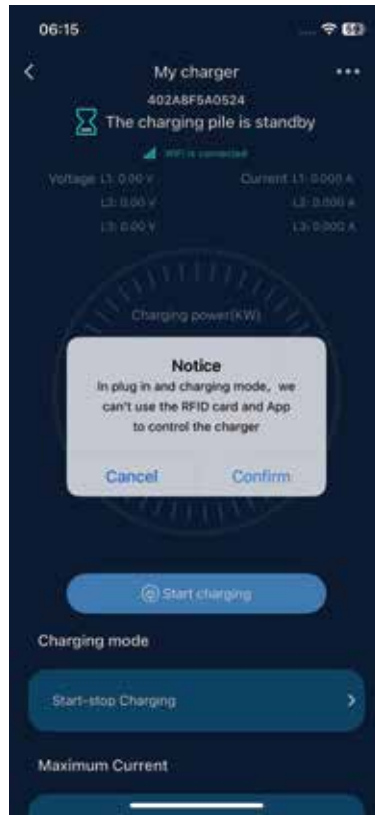 06:15
59
My charger
402A8F5A0524
The charging pile is standby
WIFI is connected
Voltage L1: 0.00 V Current L1: 0.000 A
L2: 0.00 V L2: 0.000 A
L3: 0.00 V L3: 0.000 A
Charging power(KW)
Notice
In plug in and charging mode, we
can't use the RFID card and App
to control the charger
Cancel Confirm
Start charging
Charging mode
Start-stop Charging
Maximum Current